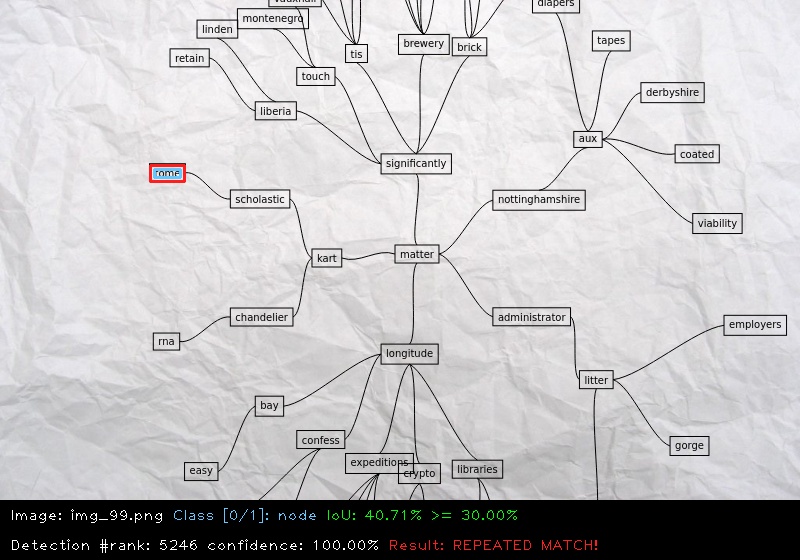 diapers
vauxhall
montenegro
linden
tis
brewery
brick
tapes
retain
touch
derbyshire
liberia
aux
significantly
coated
rome
scholastic
nottinghamshire
viability
kart
matter
chandelier
administrator
employers
rna
longitude
litter
bay
confess
gorge
easy
expeditions
crypto
libraries
Image: img_99.png Class [0/1]: node IoU: 40.71% >= 30.00%
Detection #rank: 5246 confidence: 100.00% Result: REPEATED MATCH!